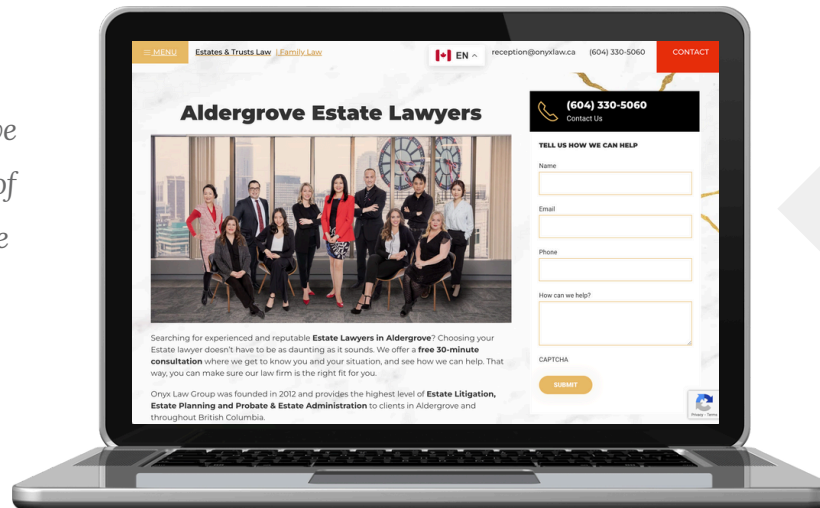 MENU
Estates & Trusts Law | Family Law
EN
reception@onyxlaw.ca
(604) 330-5060
CONTACT
Aldergrove Estate Lawyers
Searching for experienced and reputable Estate Lawyers in Aldergrove? Choosing your
Estate lawyer doesn't have to be as daunting as it sounds. We offer a free 30-minute
consultation where we get to know you and your situation, and see how we can help. That
way, you can make sure our law firm is the right fit for you.
Onyx Law Group was founded in 2012 and provides the highest level of Estate Litigation,
Estate Planning and Probate & Estate Administration to clients in Aldergrove and
throughout British Columbia.
(604) 330-5060
Contact Us
TELL US HOW WE CAN HELP
Name
Email
Phone
How can we help?
CAPTCHA
SUBMIT
Privacy - Terms
of